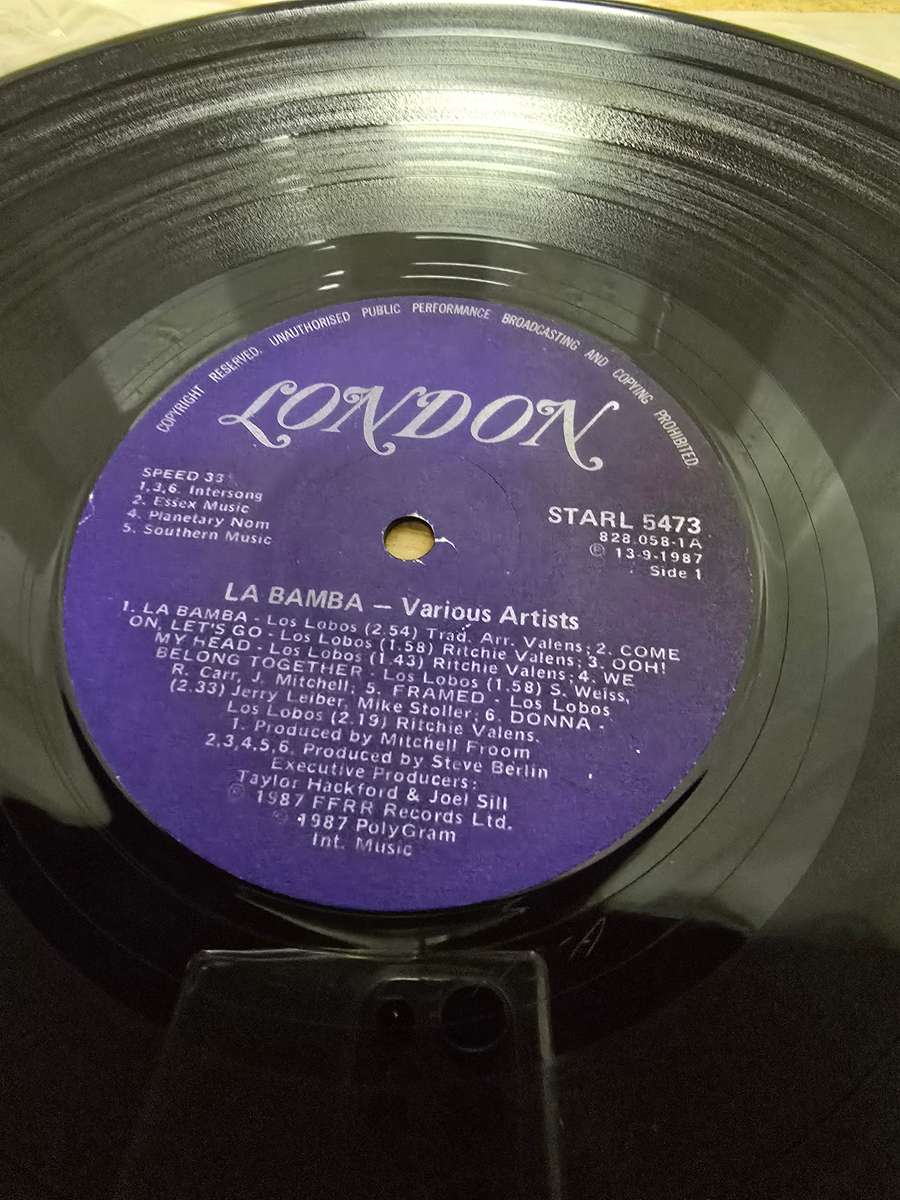 COPYRIGHT RESERVED. UNAUTHORISED PUBLIC PERFORMANCE BROADCASTING AND COPYING PROHIBITED.
LONDON
SPEED 33
1,3,6. Intersong
2. Essex Music
4. Planetary Nom
5. Southern Music
STARL 5473
828.058-1A
Ⓟ 13-9-1987
Side 1
LA BAMBA – Various Artists
1. LA BAMBA - Los Lobos (2.54) Trad. Arr. Valens; 2. COME
ON, LET'S GO - Los Lobos (1.58) Ritchie Valens; 3. OOH!
MY HEAD - Los Lobos (1.43) Ritchie Valens; 4. WE
BELONG TOGETHER - Los Lobos (1.58) S. Weiss,
R. Carr, J. Mitchell; 5. FRAMED - Los Lobos
(2.33) Jerry Leiber, Mike Stoller; 6. DONNA -
Los Lobos (2.19) Ritchie Valens.
1. Produced by Mitchell Froom
2,3,4,5,6. Produced by Steve Berlin
Executive Producers:
Taylor Hackford & Joel Sill
Ⓟ 1987 FFRR Records Ltd.
1987 PolyGram
Int. Music